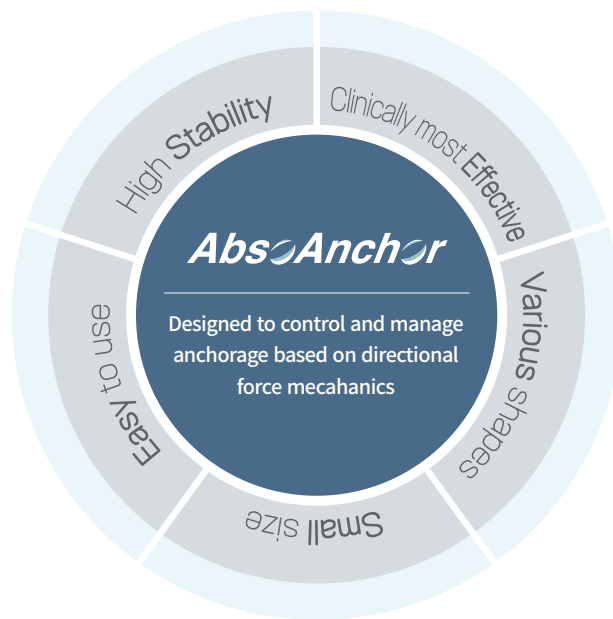 High Stability
Clinically most Effective
Various shapes
Small size
Easy to use
AbsoAnchor
Designed to control and manage
anchorage based on directional
force mecahanics